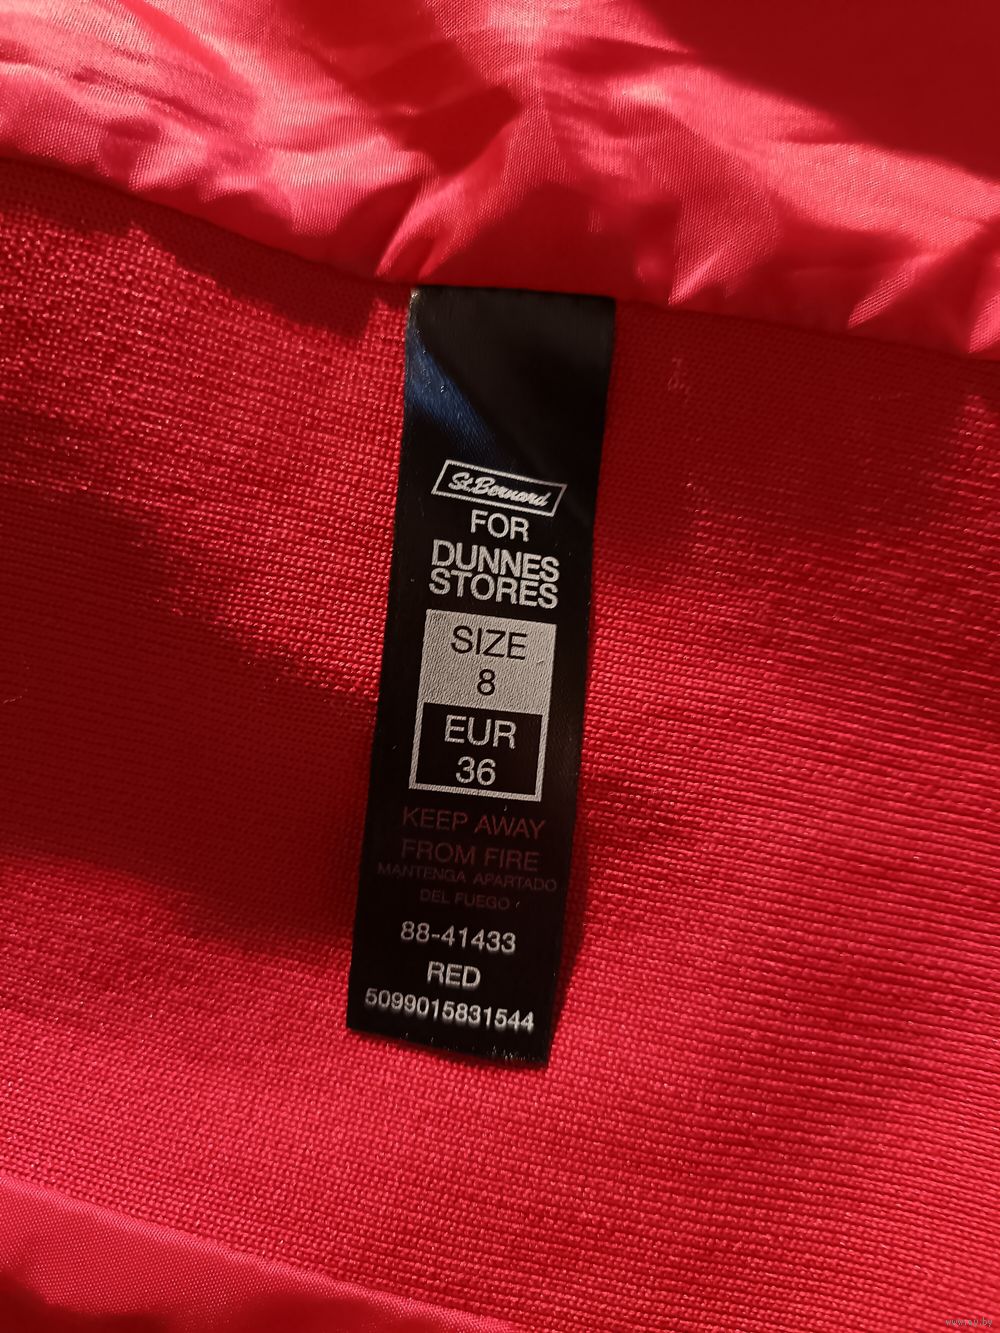 St.Bernard
FOR
DUNNES
STORES
SIZE
8
EUR
36
KEEP AWAY
FROM FIRE
MANTENGA APARTADO
DEL FUEGO
88-41433
RED
5099015831544